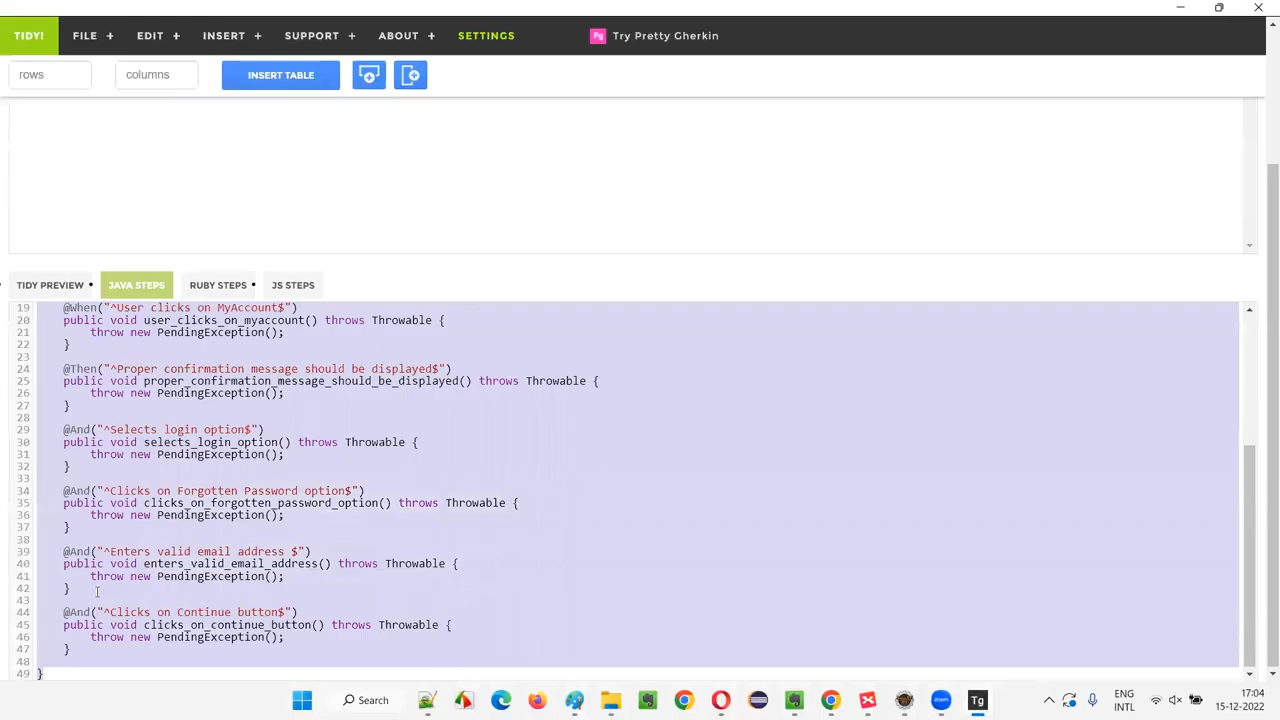 TIDY! FILE + EDIT + INSERT + SUPPORT + ABOUT + SETTINGS Pg Try Pretty Gherkin
rows columns INSERT TABLE
TIDY PREVIEW JAVA STEPS RUBY STEPS JS STEPS
19 @When("^User clicks on MyAccount$")
20 public void user_clicks_on_myaccount() throws Throwable {
21 throw new PendingException();
22 }
23
24 @Then("^Proper confirmation message should be displayed$")
25 public void proper_confirmation_message_should_be_displayed() throws Throwable {
26 throw new PendingException();
27 }
28
29 @And("^Selects login option$")
30 public void selects_login_option() throws Throwable {
31 throw new PendingException();
32 }
33
34 @And("^Clicks on Forgotten Password option$")
35 public void clicks_on_forgotten_password_option() throws Throwable {
36 throw new PendingException();
37 }
38
39 @And("^Enters valid email address $")
40 public void enters_valid_email_address() throws Throwable {
41 throw new PendingException();
42 }
43
44 @And("^Clicks on Continue button$")
45 public void clicks_on_continue_button() throws Throwable {
46 throw new PendingException();
47 }
48
49 }
Search Tg zoom ENG INTL 17:04 15-12-2022